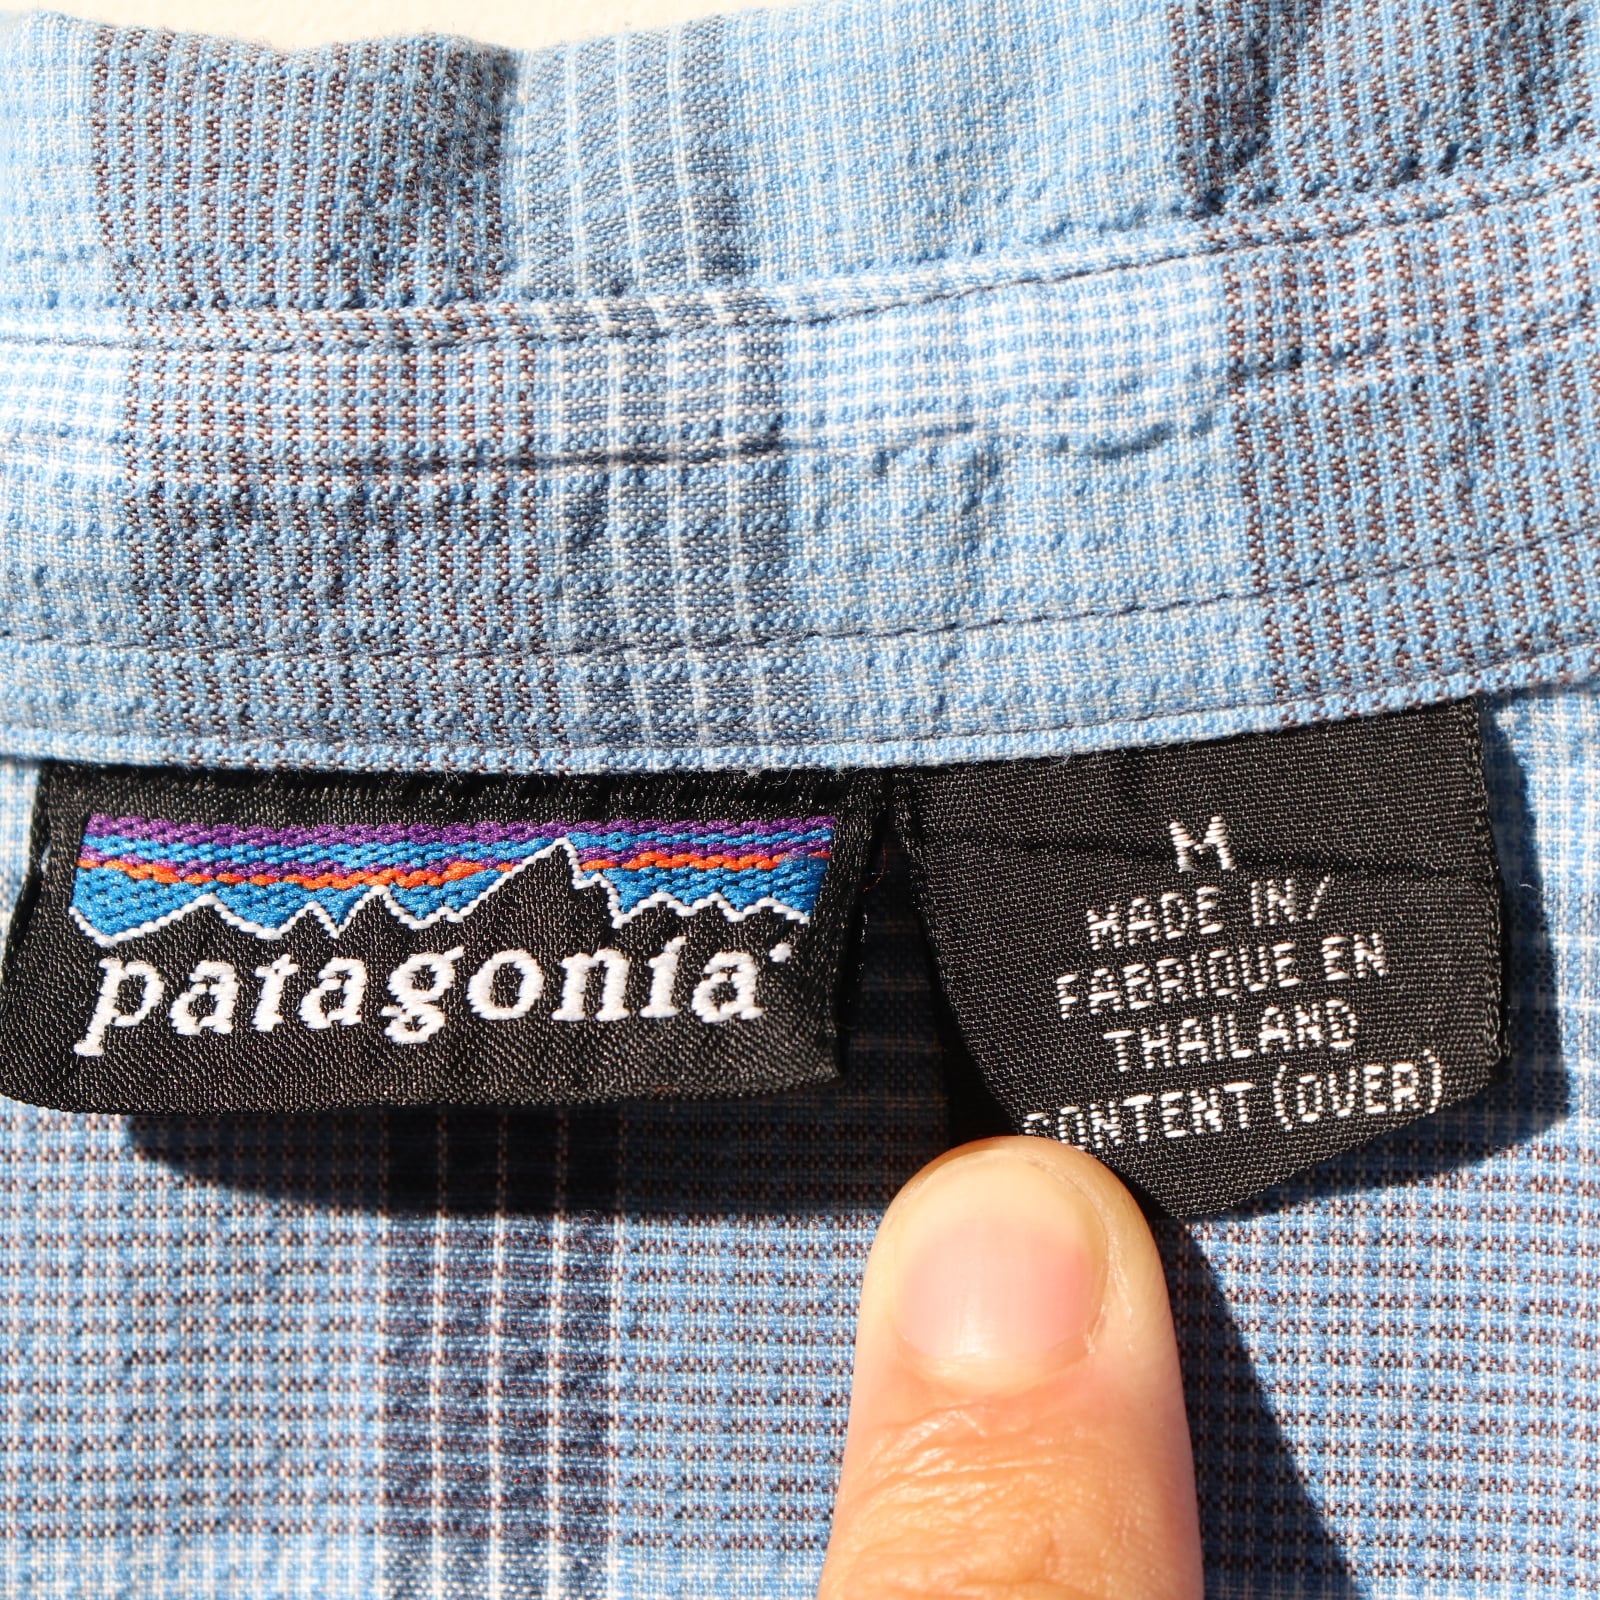 patagonia
M
MADE IN/
FABRIQUE EN
THAILAND
CONTENT (OVER)